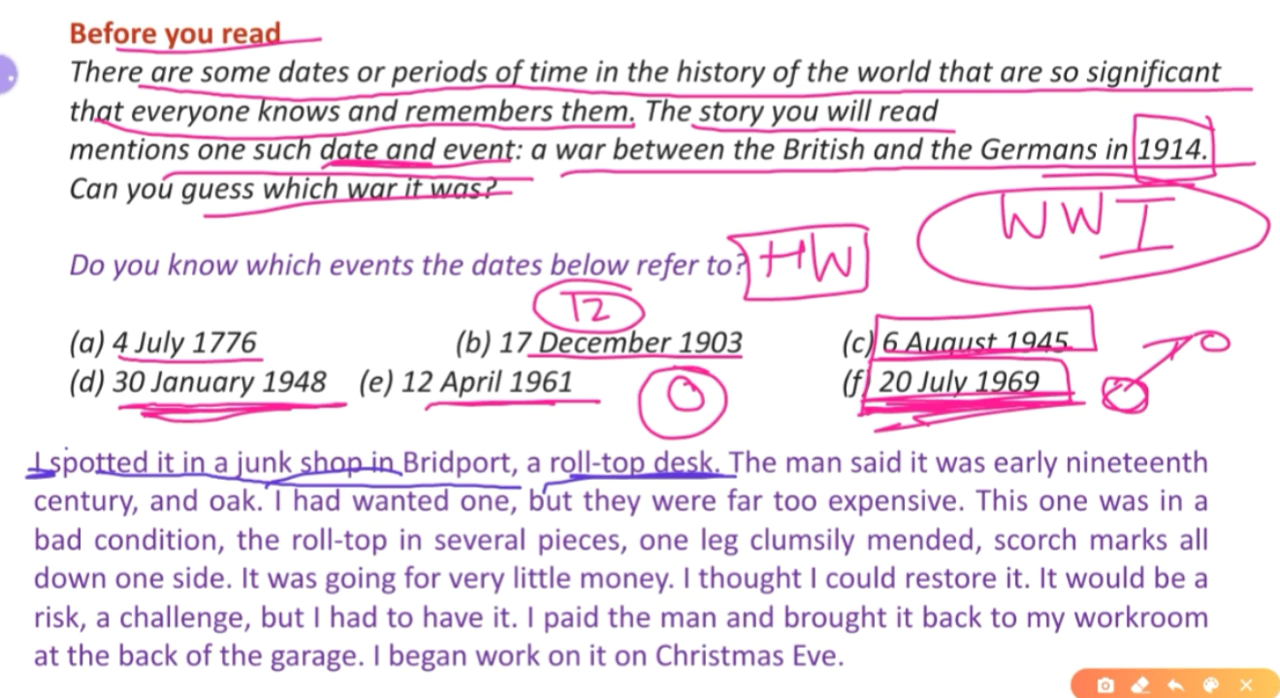 Before you read
There are some dates or periods of time in the history of the world that are so significant
that everyone knows and remembers them. The story you will read
mentions one such date and event: a war between the British and the Germans in 1914.
Can you guess which war it was?
WWI
Do you know which events the dates below refer to? HW
12
(a) 4 July 1776 (b) 17 December 1903 (c) 6 August 1945
(d) 30 January 1948 (e) 12 April 1961 (f) 20 July 1969
I spotted it in a junk shop in Bridport, a roll-top desk. The man said it was early nineteenth
century, and oak. I had wanted one, but they were far too expensive. This one was in a
bad condition, the roll-top in several pieces, one leg clumsily mended, scorch marks all
down one side. It was going for very little money. I thought I could restore it. It would be a
risk, a challenge, but I had to have it. I paid the man and brought it back to my workroom
at the back of the garage. I began work on it on Christmas Eve.